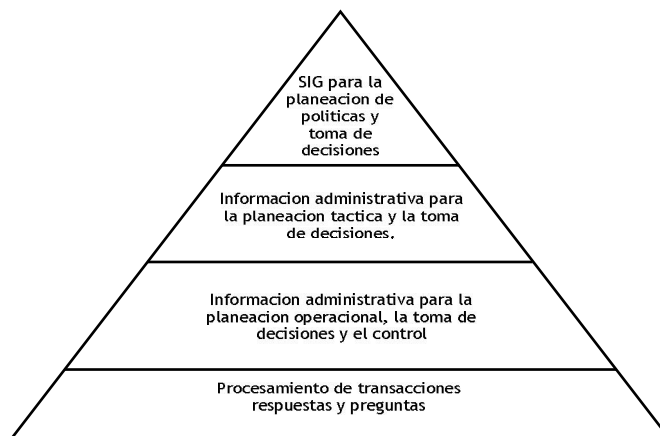 SIG para la
planeacion de
politicas y
toma de
decisiones
Informacion administrativa para
la planeacion tactica y la toma
de decisiones.
Informacion administrativa para la
planeacion operacional, la toma de
decisiones y el control
Procesamiento de transacciones
respuestas y preguntas